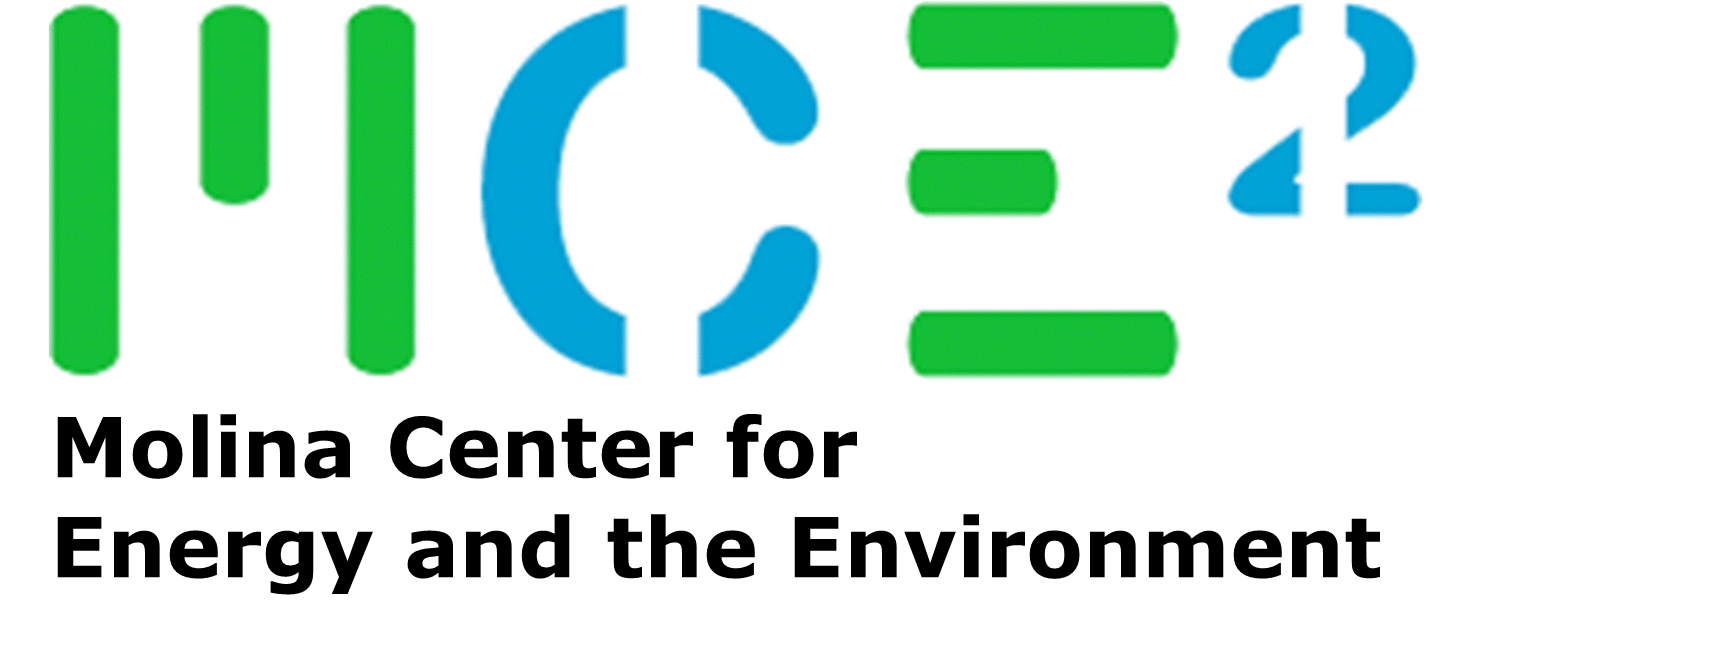 MCE²
Molina Center for
Energy and the Environment